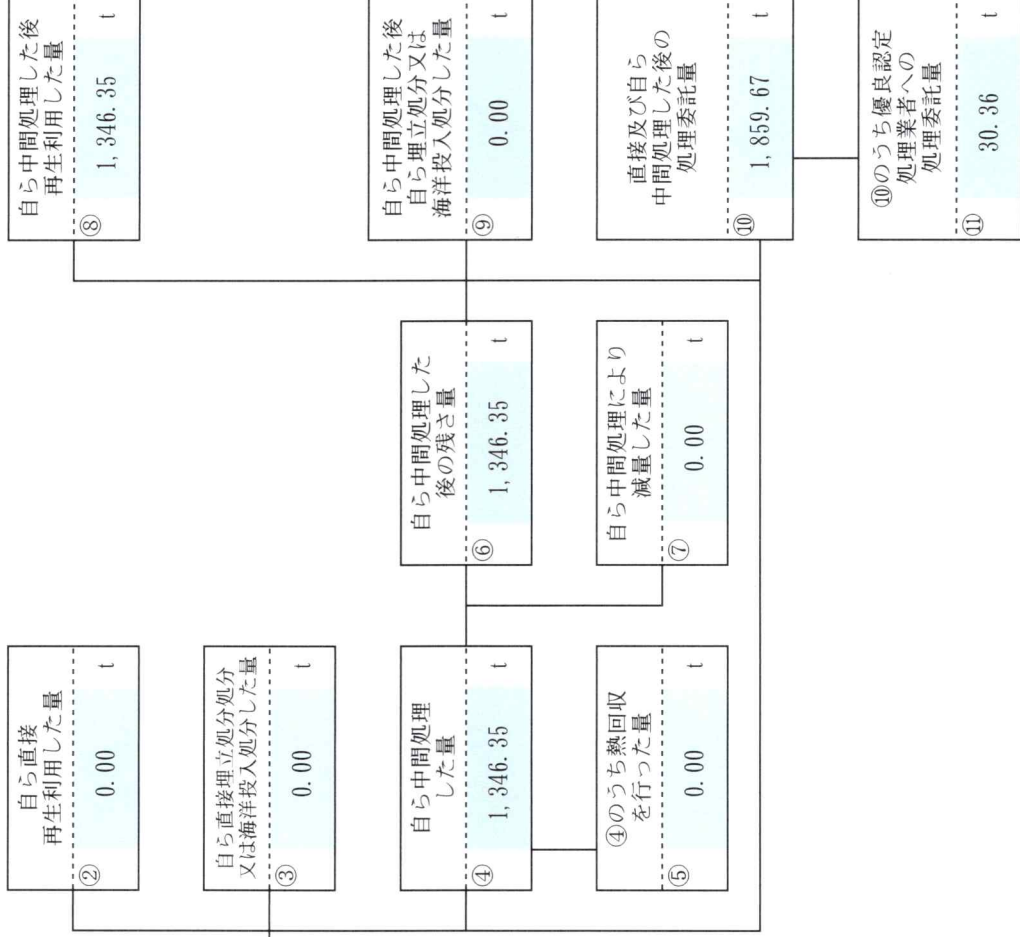 自ら直接
再生利用した量
② 0.00 t
自ら直接埋立処分処分
又は海洋投入処分した量
③ 0.00 t
自ら中間処理
した量
④ 1,346.35 t
④のうち熱回収
を行った量
⑤ 0.00 t
自ら中間処理した
後の残さ量
⑥ 1,346.35 t
自ら中間処理により
減量した量
⑦ 0.00 t
自ら中間処理した後
再生利用した量
⑧ 1,346.35 t
自ら中間処理した後
自ら埋立処分又は
海洋投入処分した量
⑨ 0.00 t
直接及び自ら
中間処理した後の
処理委託量
⑩ 1,859.67 t
⑩のうち優良認定
処理業者への
処理委託量
⑪ 30.36 t